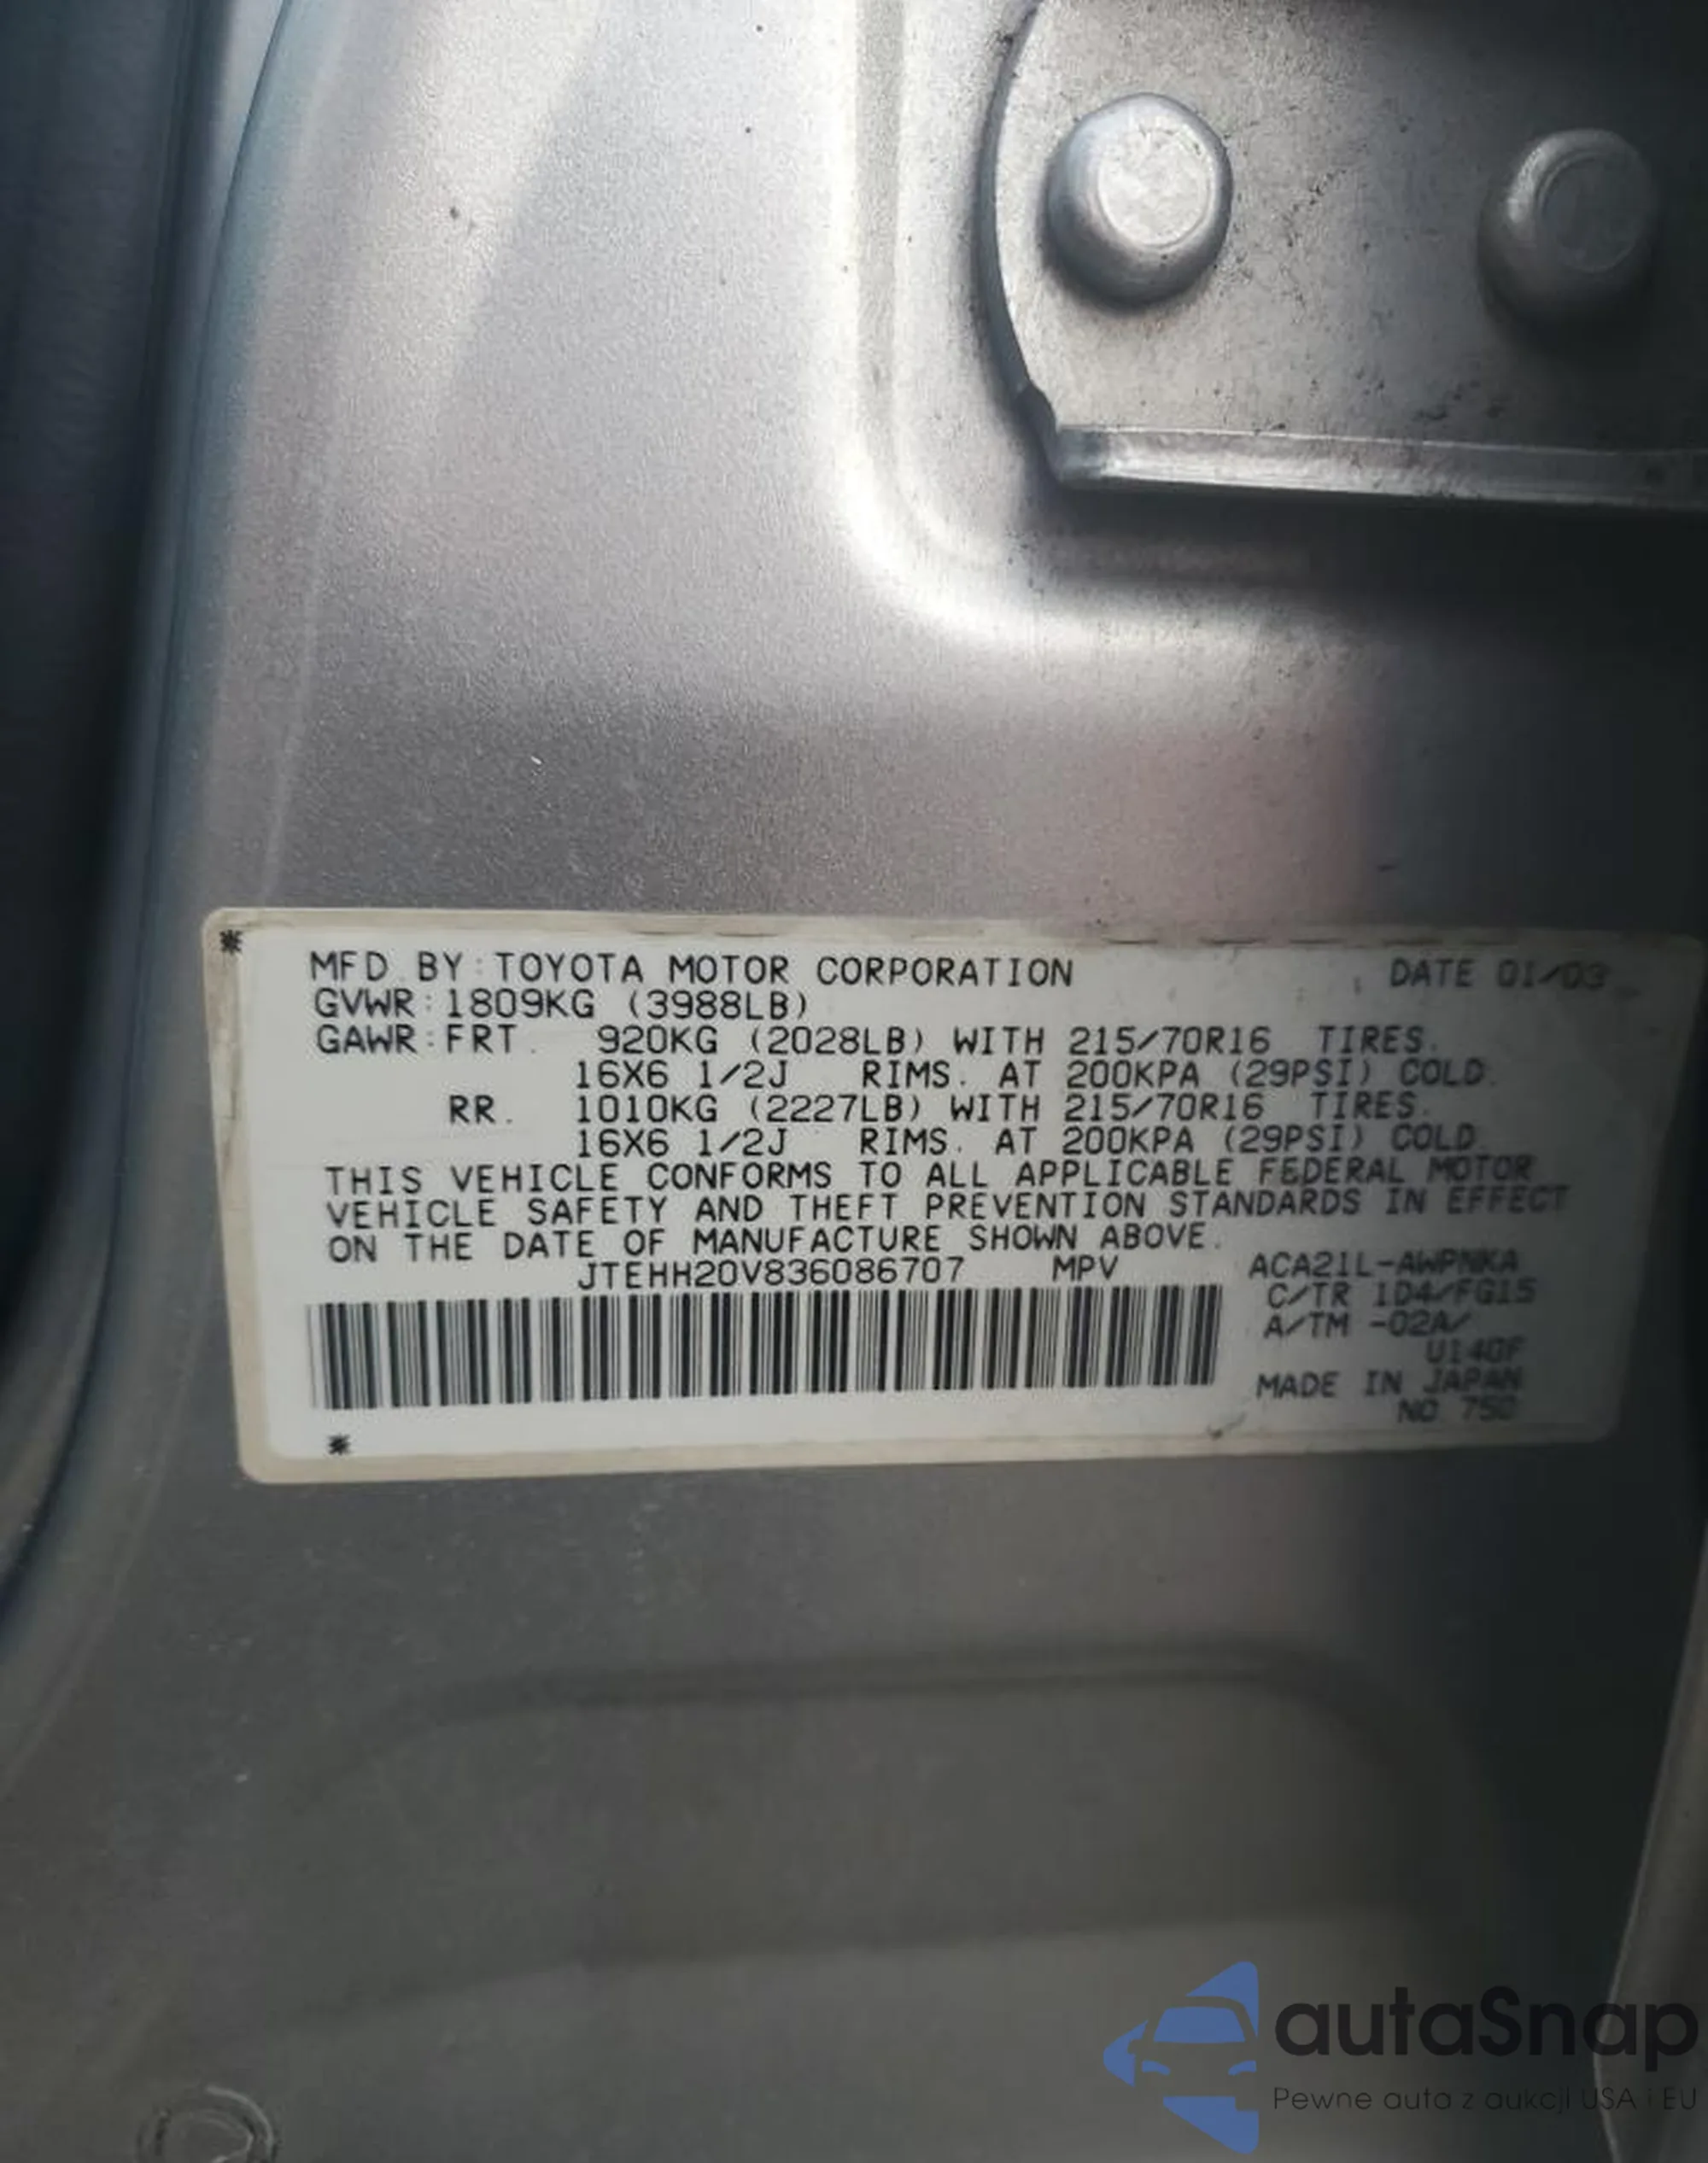 MFD BY:TOYOTA MOTOR CORPORATION DATE 01/03
GVWR:1809KG (3988LB)
GAWR:FRT. 920KG (2028LB) WITH 215/70R16 TIRES.
16X6 1/2J RIMS. AT 200KPA (29PSI) COLD.
RR. 1010KG (2227LB) WITH 215/70R16 TIRES.
16X6 1/2J RIMS. AT 200KPA (29PSI) COLD.
THIS VEHICLE CONFORMS TO ALL APPLICABLE FEDERAL MOTOR
VEHICLE SAFETY AND THEFT PREVENTION STANDARDS IN EFFECT
ON THE DATE OF MANUFACTURE SHOWN ABOVE.
JTEHH20V836086707 MPV ACA21L-AWPNKA
C/TR 1D4/FG15
A/TM -02A/
U140F
MADE IN JAPAN
NO 750
autaSnap
Pewne auta z aukcji USA i EU